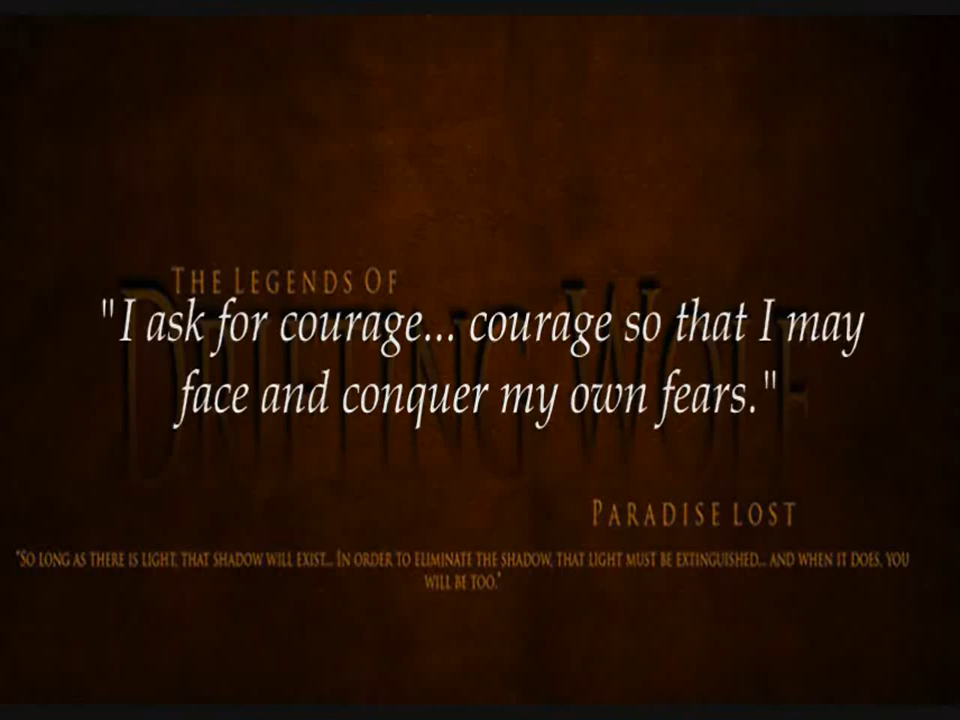 The Legends Of
Drifting Wolf
"I ask for courage... courage so that I may
face and conquer my own fears."
Paradise lost
"So long as there is light, that shadow will exist... In order to eliminate the shadow, that light must be extinguished... and when it does, you
will be too."